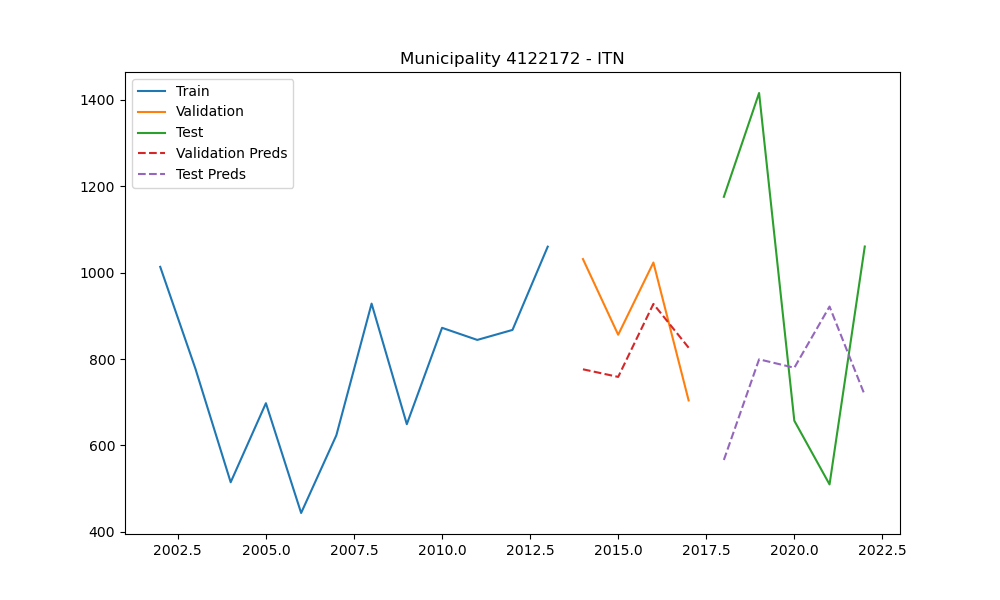 Municipality 4122172 - ITN
Train
Validation
Test
Validation Preds
Test Preds
1400
1200
1000
800
600
400
2002.5 2005.0 2007.5 2010.0 2012.5 2015.0 2017.5 2020.0 2022.5